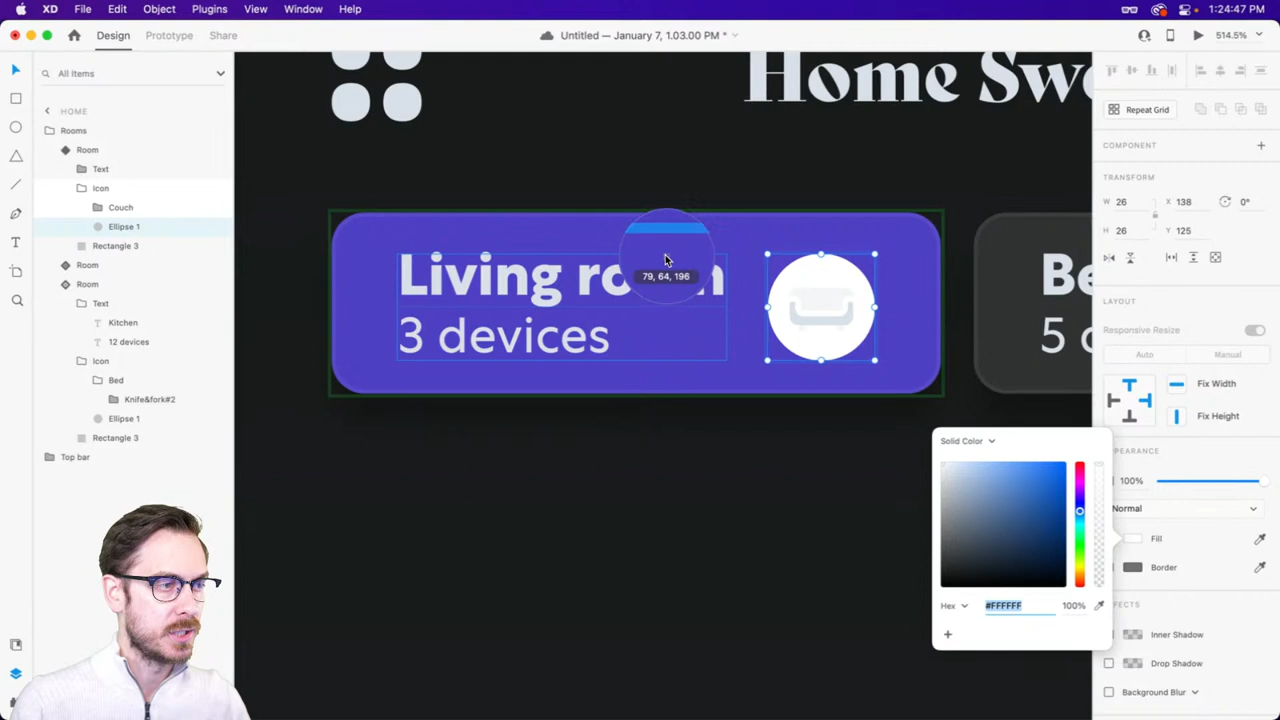 XD File Edit Object Plugins View Window Help 1:24:47 PM
Design Prototype Share Untitled — January 7, 1.03.00 PM * 514.5%
All Items
HOME
Rooms
Room
Text
Icon
Couch
Ellipse 1
Rectangle 3
Room
Room
Text
Kitchen
12 devices
Icon
Bed
Knife&fork#2
Ellipse 1
Rectangle 3
Top bar
Home Swe
Living room
3 devices
79, 64, 196
Be
5 d
Repeat Grid
COMPONENT
TRANSFORM
W 26 X 138 0°
H 26 Y 125
LAYOUT
Responsive Resize
Auto Manual
Fix Width
Fix Height
PEARANCE
100%
Normal
Fill
Border
FECTS
Inner Shadow
Drop Shadow
Background Blur
Solid Color
Hex #FFFFFF 100%